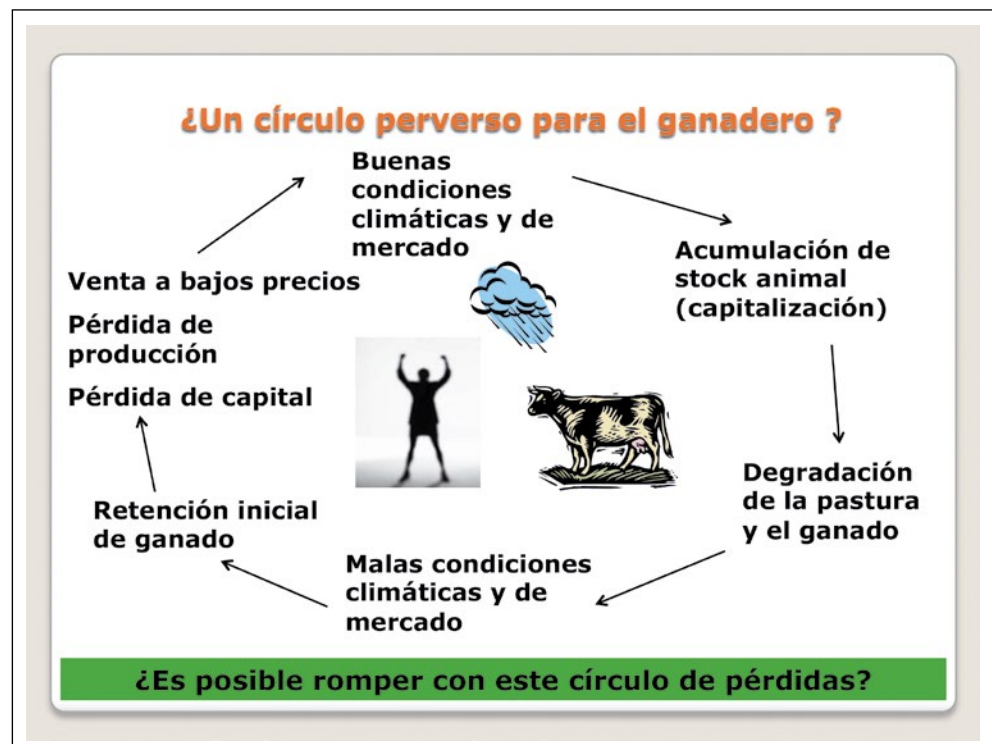 ¿Un círculo perverso para el ganadero ?
Buenas
condiciones
climáticas y de
mercado
Acumulación de
stock animal
(capitalización)
Degradación
de la pastura
y el ganado
Malas condiciones
climáticas y de
mercado
Retención inicial
de ganado
Venta a bajos precios
Pérdida de
producción
Pérdida de capital
¿Es posible romper con este círculo de pérdidas?